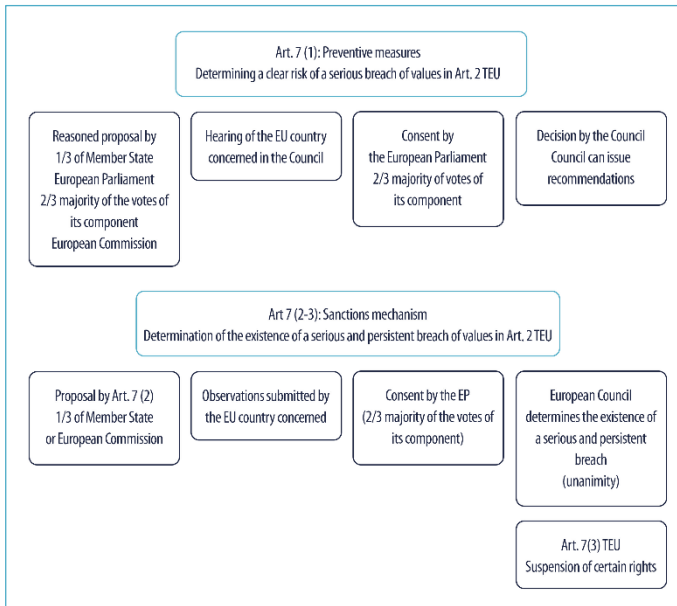 Art. 7 (1): Preventive measures
Determining a clear risk of a serious breach of values in Art. 2 TEU
Reasoned proposal by
1/3 of Member State
European Parliament
2/3 majority of the votes of
its component
European Commission
Hearing of the EU country
concerned in the Council
Consent by
the European Parliament
2/3 majority of votes of
its component
Decision by the Council
Council can issue
recommendations
Art 7 (2-3): Sanctions mechanism
Determination of the existence of a serious and persistent breach of values in Art. 2 TEU
Proposal by Art. 7 (2)
1/3 of Member State
or European Commission
Observations submitted by
the EU country concerned
Consent by the EP
(2/3 majority of the votes of
its component)
European Council
determines the existence of
a serious and persistent
breach
(unanimity)
Art. 7(3) TEU
Suspension of certain rights